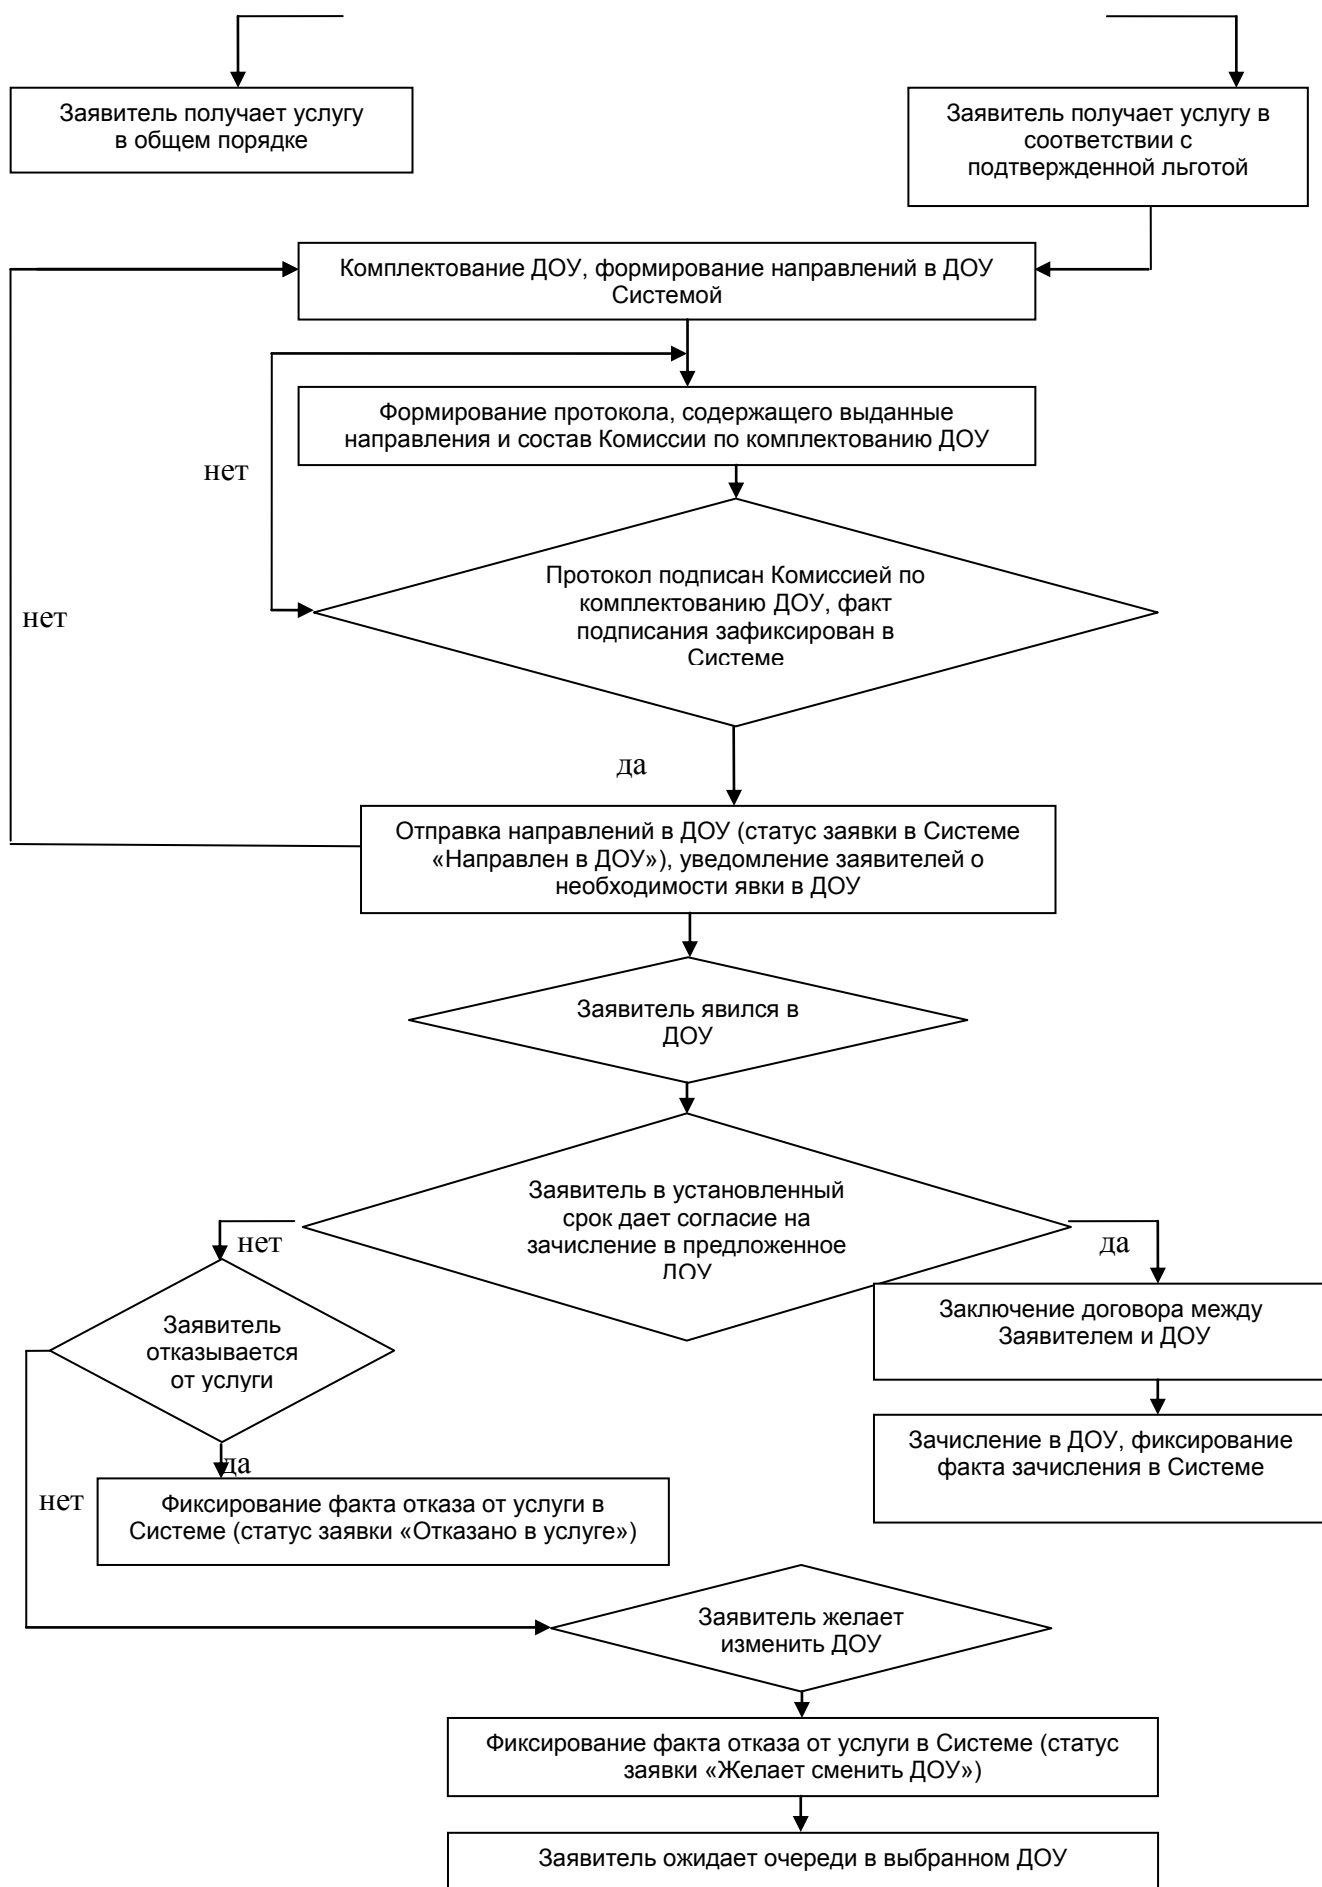 Заявитель получает услугу
в общем порядке
Заявитель получает услугу в
соответствии с
подтвержденной льготой
Комплектование ДОУ, формирование направлений в ДОУ
Системой
Формирование протокола, содержащего выданные
направления и состав Комиссии по комплектованию ДОУ
нет
Протокол подписан Комиссией по
комплектованию ДОУ, факт
подписания зафиксирован в
Системе
нет
да
Отправка направлений в ДОУ (статус заявки в Системе
«Направлен в ДОУ»), уведомление заявителей о
необходимости явки в ДОУ
Заявитель явился в
ДОУ
Заявитель в установленный
срок дает согласие на
зачисление в предложенное
ДОУ
нет
да
Заявитель
отказывается
от услуги
Заключение договора между
Заявителем и ДОУ
Зачисление в ДОУ, фиксирование
факта зачисления в Системе
да
нет
Фиксирование факта отказа от услуги в
Системе (статус заявки «Отказано в услуге»)
Заявитель желает
изменить ДОУ
Фиксирование факта отказа от услуги в Системе (статус
заявки «Желает сменить ДОУ»)
Заявитель ожидает очереди в выбранном ДОУ